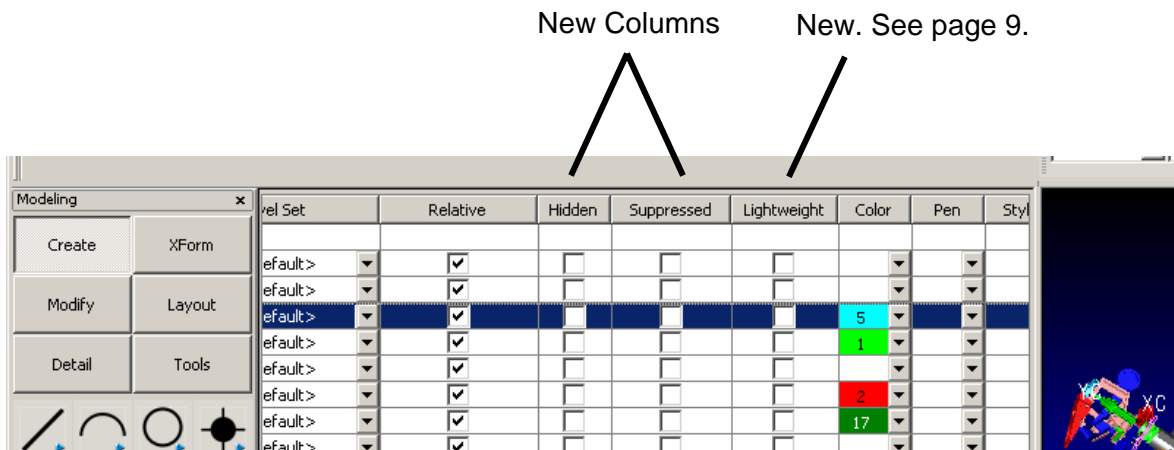 New Columns New. See page 9.
Modeling x
vel Set Relative Hidden Suppressed Lightweight Color Pen Styl
Create XForm
efault>
efault>
Modify Layout
efault> 5
efault> 1
Detail Tools
efault>
efault> 2
efault> 17
efault>
XC